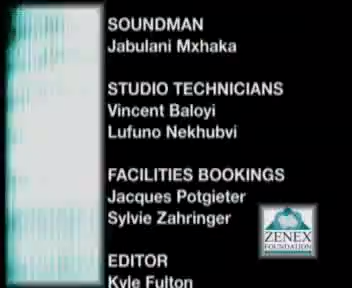 SOUNDMAN
Jabulani Mxhaka
STUDIO TECHNICIANS
Vincent Baloyi
Lufuno Nekhubvi
FACILITIES BOOKINGS
Jacques Potgieter
Sylvie Zahringer
ZENEX
FOUNDATION
EDITOR
Kyle Fulton